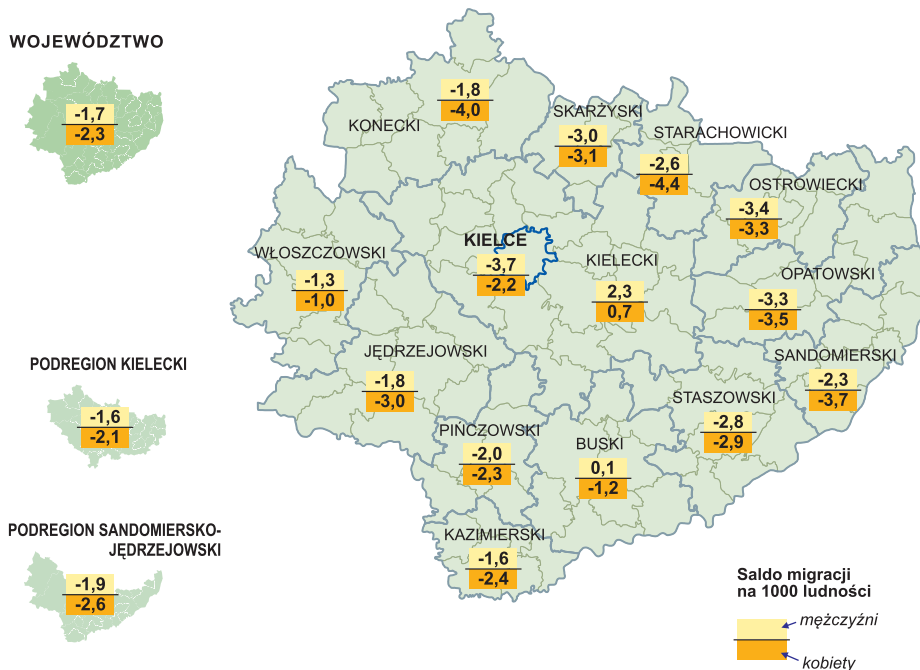 WOJEWÓDZTWO
-1,7
-2,3
PODREGION KIELECKI
-1,6
-2,1
PODREGION SANDOMIERSKO-
JĘDRZEJOWSKI
-1,9
-2,6
KONECKI
-1,8
-4,0
SKARŻYSKI
-3,0
-3,1
STARACHOWICKI
-2,6
-4,4
OSTROWIECKI
-3,4
-3,3
WŁOSZCZOWSKI
-1,3
-1,0
KIELCE
-3,7
-2,2
KIELECKI
2,3
0,7
OPATOWSKI
-3,3
-3,5
JĘDRZEJOWSKI
-1,8
-3,0
SANDOMIERSKI
-2,3
-3,7
STASZOWSKI
-2,8
-2,9
PIŃCZOWSKI
-2,0
-2,3
BUSKI
0,1
-1,2
KAZIMIERSKI
-1,6
-2,4
Saldo migracji
na 1000 ludności
mężczyźni
kobiety